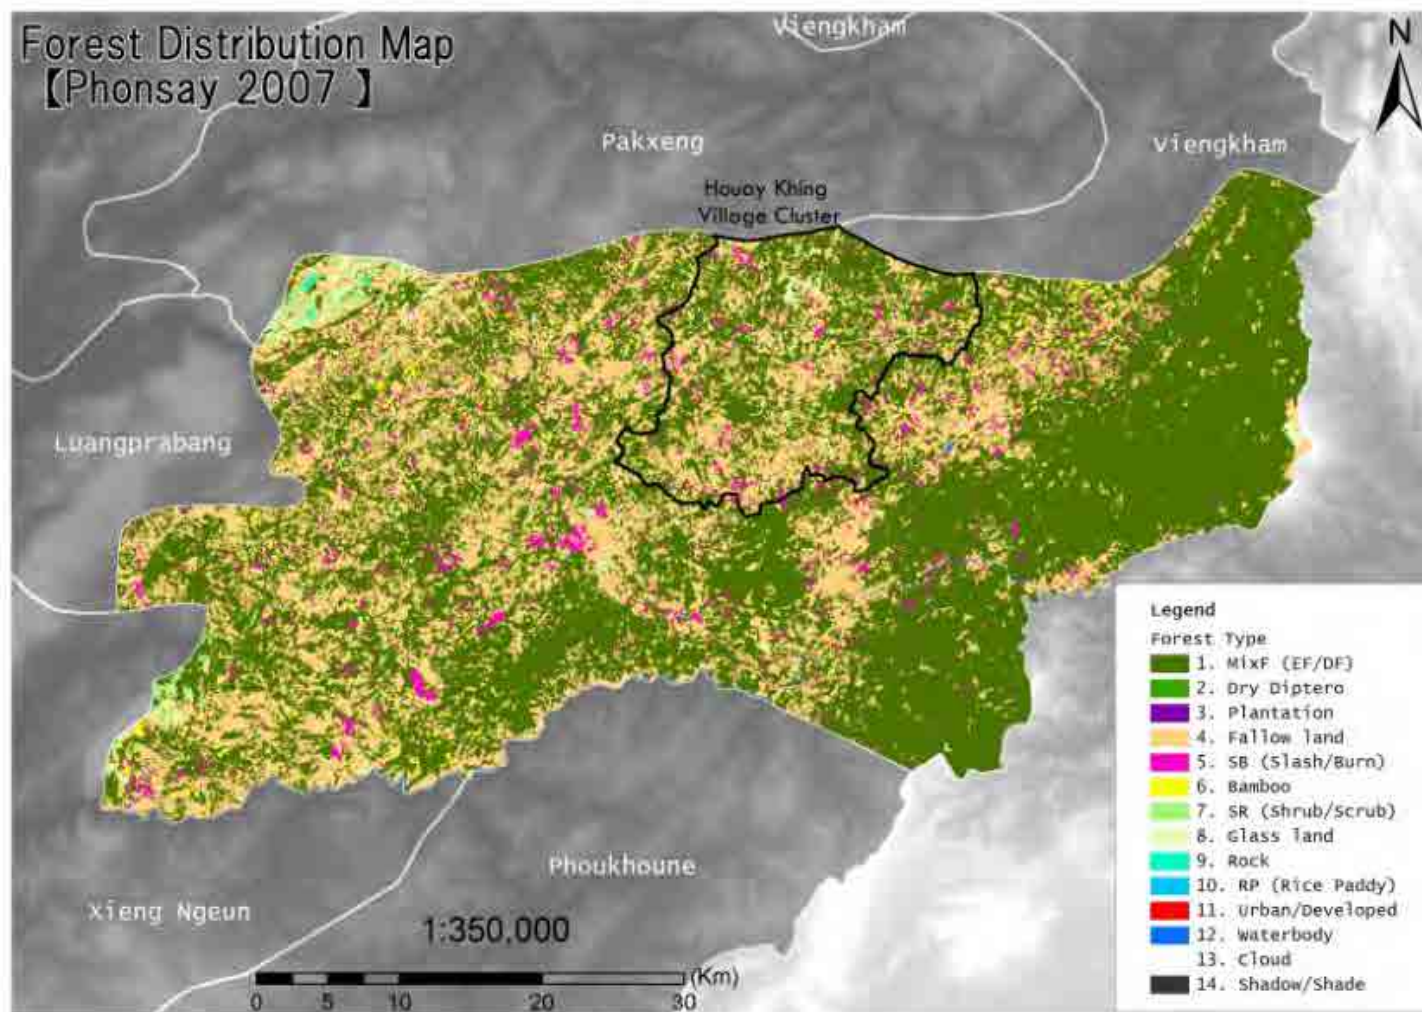 Forest Distribution Map
【Phonsay 2007 】
Viengkham
N
Pakxeng
Viengkham
Houay Khing
Village Cluster
Luangprabang
Legend
Forest Type
1. MixF (EF/DF)
2. Dry Diptero
3. Plantation
4. Fallow land
5. SB (Slash/Burn)
6. Bamboo
7. SR (Shrub/Scrub)
8. Glass land
9. Rock
10. RP (Rice Paddy)
11. Urban/Developed
12. Waterbody
13. Cloud
14. Shadow/Shade
Phoukhoune
Xieng Ngeun
1:350,000
(Km)
0 5 10 20 30